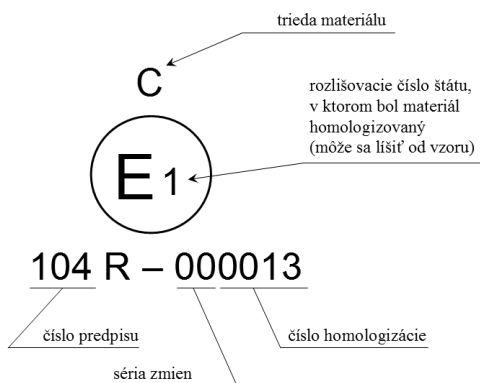 trieda materiálu
C
rozlišovacie číslo štátu,
v ktorom bol materiál
homologizovaný
(môže sa líšiť od vzoru)
E 1
104 R – 000013
číslo predpisu
číslo homologizácie
séria zmien